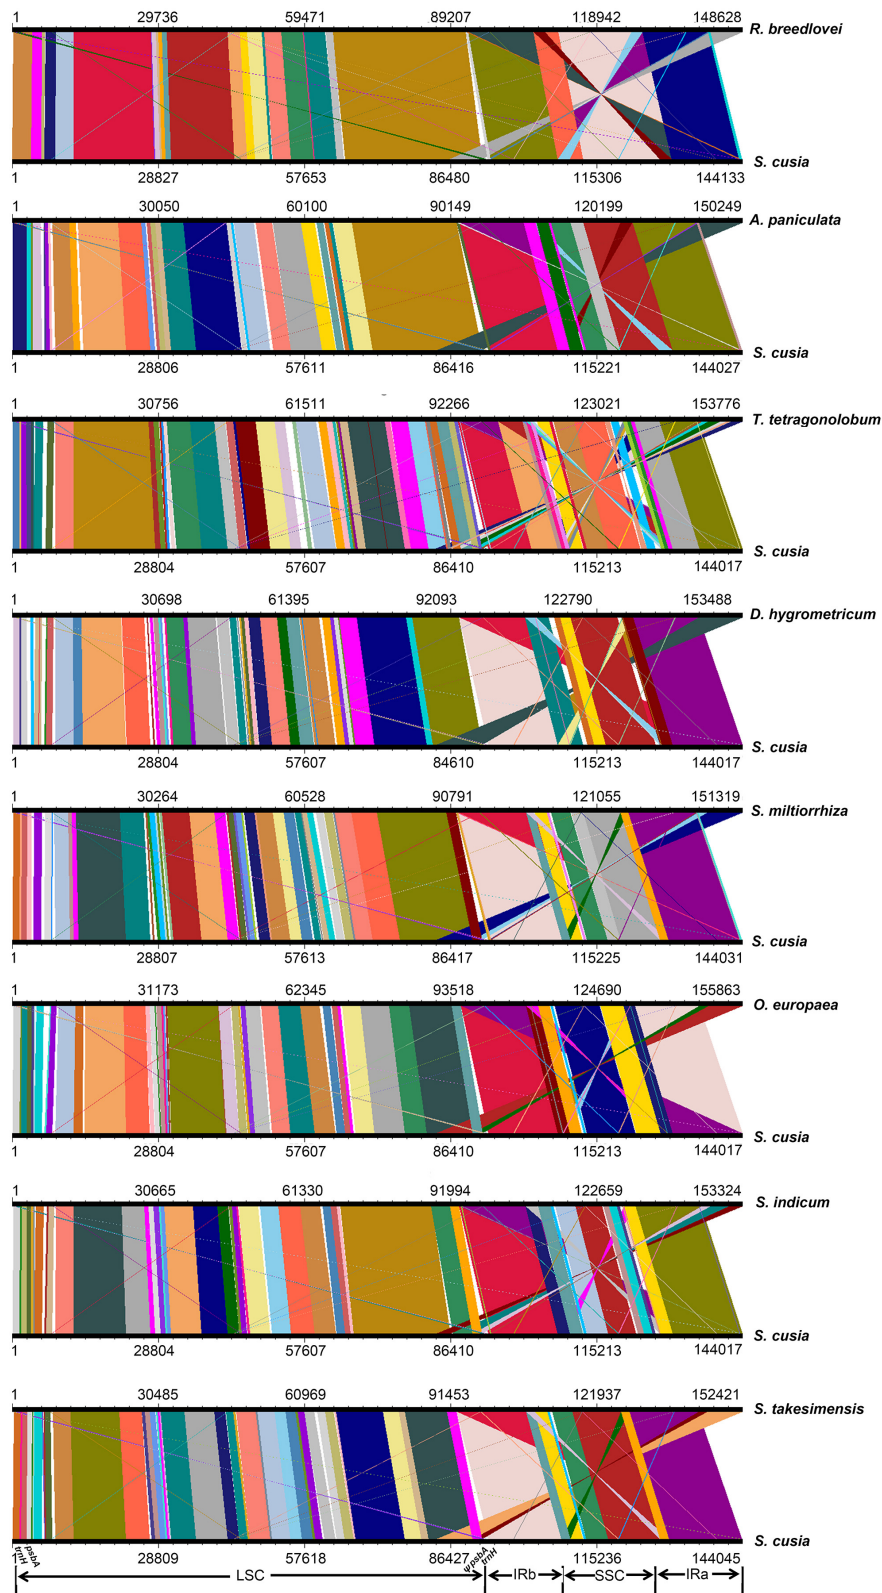 1 29736 59471 89207 118942 148628
R. breedlovei
S. cusia
1 28827 57653 86480 115306 144133
1 30050 60100 90149 120199 150249
A. paniculata
S. cusia
1 28806 57611 86416 115221 144027
1 30756 61511 92266 123021 153776
T. tetragonolobum
S. cusia
1 28804 57607 86410 115213 144017
1 30698 61395 92093 122790 153488
D. hygrometricum
S. cusia
1 28804 57607 84610 115213 144017
1 30264 60528 90791 121055 151319
S. miltiorrhiza
S. cusia
1 28807 57613 86417 115225 144031
1 31173 62345 93518 124690 155863
O. europaea
S. cusia
1 28804 57607 86410 115213 144017
1 30665 61330 91994 122659 153324
S. indicum
S. cusia
1 28804 57607 86410 115213 144017
1 30485 60969 91453 121937 152421
S. takesimensis
S. cusia
1 28809 57618 86427 115236 144045
trnH psbA ψpsbA trnH
LSC IRb SSC IRa